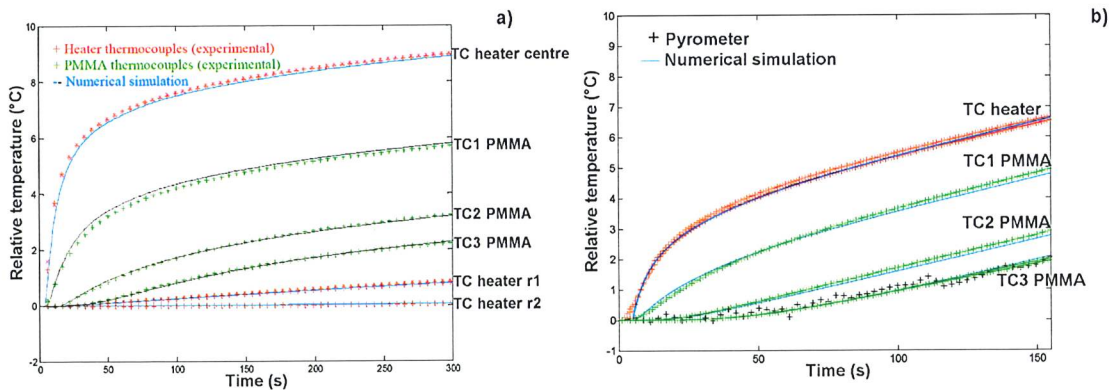 a)
10
8
6
4
2
0
-2
Relative temperature (°C)
Heater thermocouples (experimental)
PMMA thermocouples (experimental)
Numerical simulation
TC heater centre
TC1 PMMA
TC2 PMMA
TC3 PMMA
TC heater r1
TC heater r2
0 50 100 150 200 250 300
Time (s)
b)
10
9
8
7
6
5
4
3
2
1
0
-1
Relative temperature (°C)
Pyrometer
Numerical simulation
TC heater
TC1 PMMA
TC2 PMMA
TC3 PMMA
0 50 100 150
Time (s)